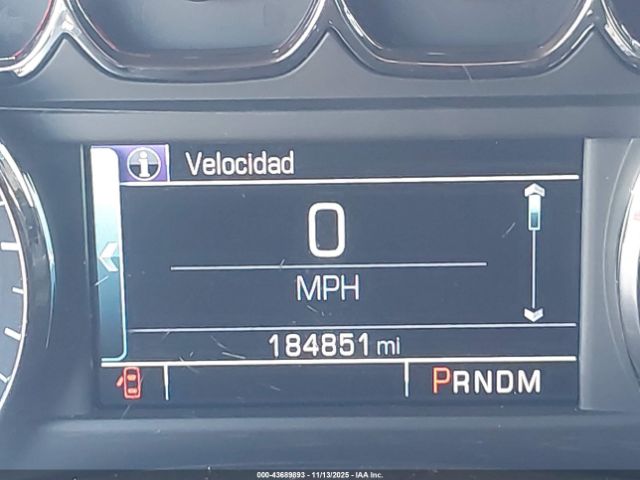 Velocidad
0
MPH
184851 mi
PRNDM
000-43689893 - 11/13/2025 - IAA Inc.